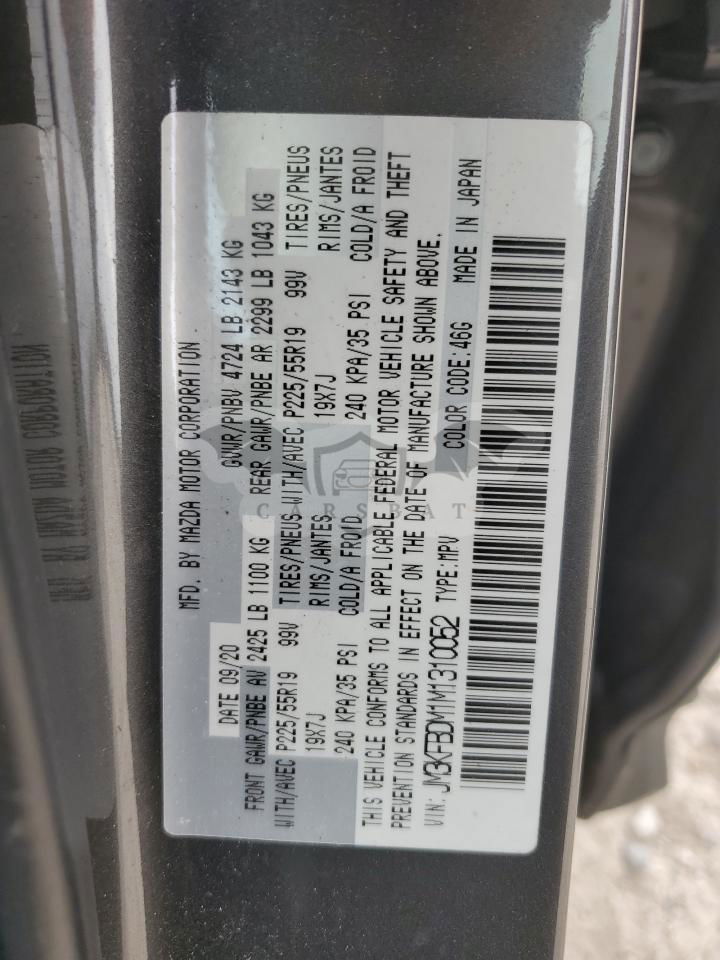 MFD. BY MAZDA MOTOR CORPORATION
DATE 09/20 GVWR/PNBV 4724 LB 2143 KG
FRONT GAWR/PNBE AV 2425 LB 1100 KG REAR GAWR/PNBE AR 2299 LB 1043 KG
WITH/AVEC P225/55R19 99V TIRES/PNEUS WITH/AVEC P225/55R19 99V TIRES/PNEUS
19X7J RIMS/JANTES 19X7J RIMS/JANTES
240 KPA/35 PSI COLD/A FROID 240 KPA/35 PSI COLD/A FROID
THIS VEHICLE CONFORMS TO ALL APPLICABLE FEDERAL MOTOR VEHICLE SAFETY AND THEFT
PREVENTION STANDARDS IN EFFECT ON THE DATE OF MANUFACTURE SHOWN ABOVE.
VIN: JM3KFBDM1M1310052 TYPE:MPV COLOR CODE:46G MADE IN JAPAN
CARSBAT